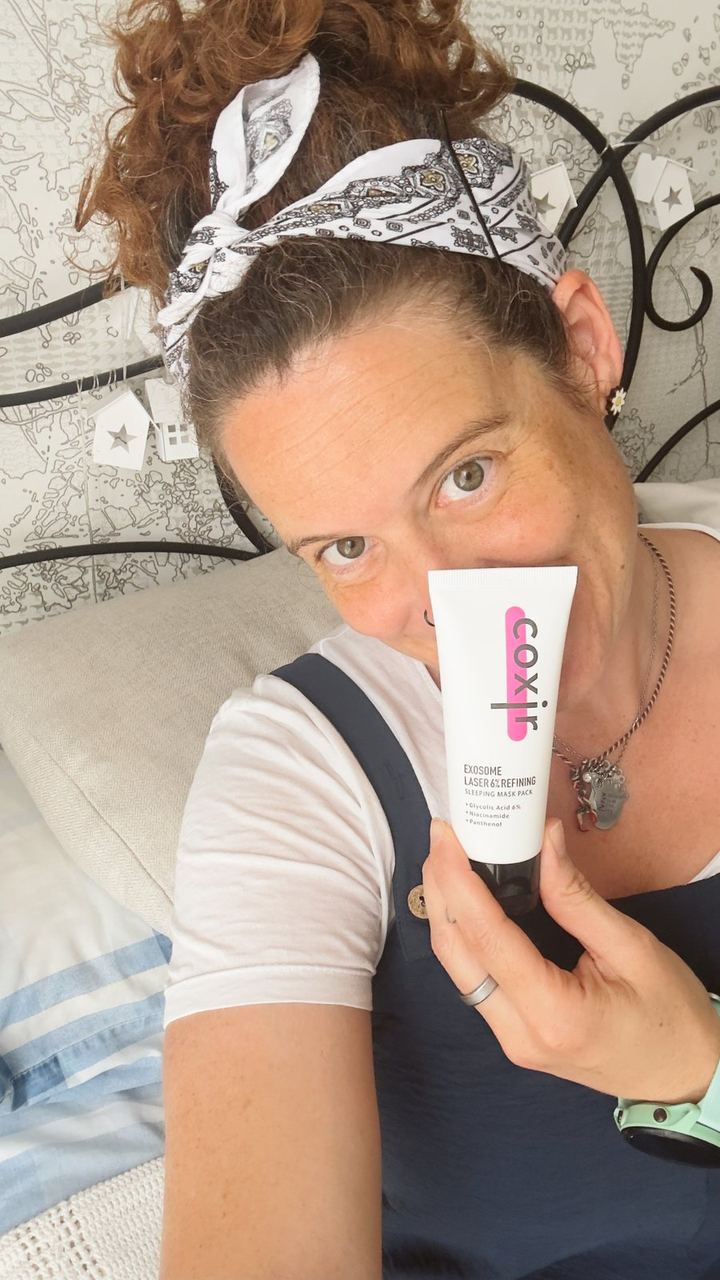 coxir
EXOSOME
LASER 6% REFINING
SLEEPING MASK PACK
• Glycolic Acid 6%
• Niacinamide
• Panthenol